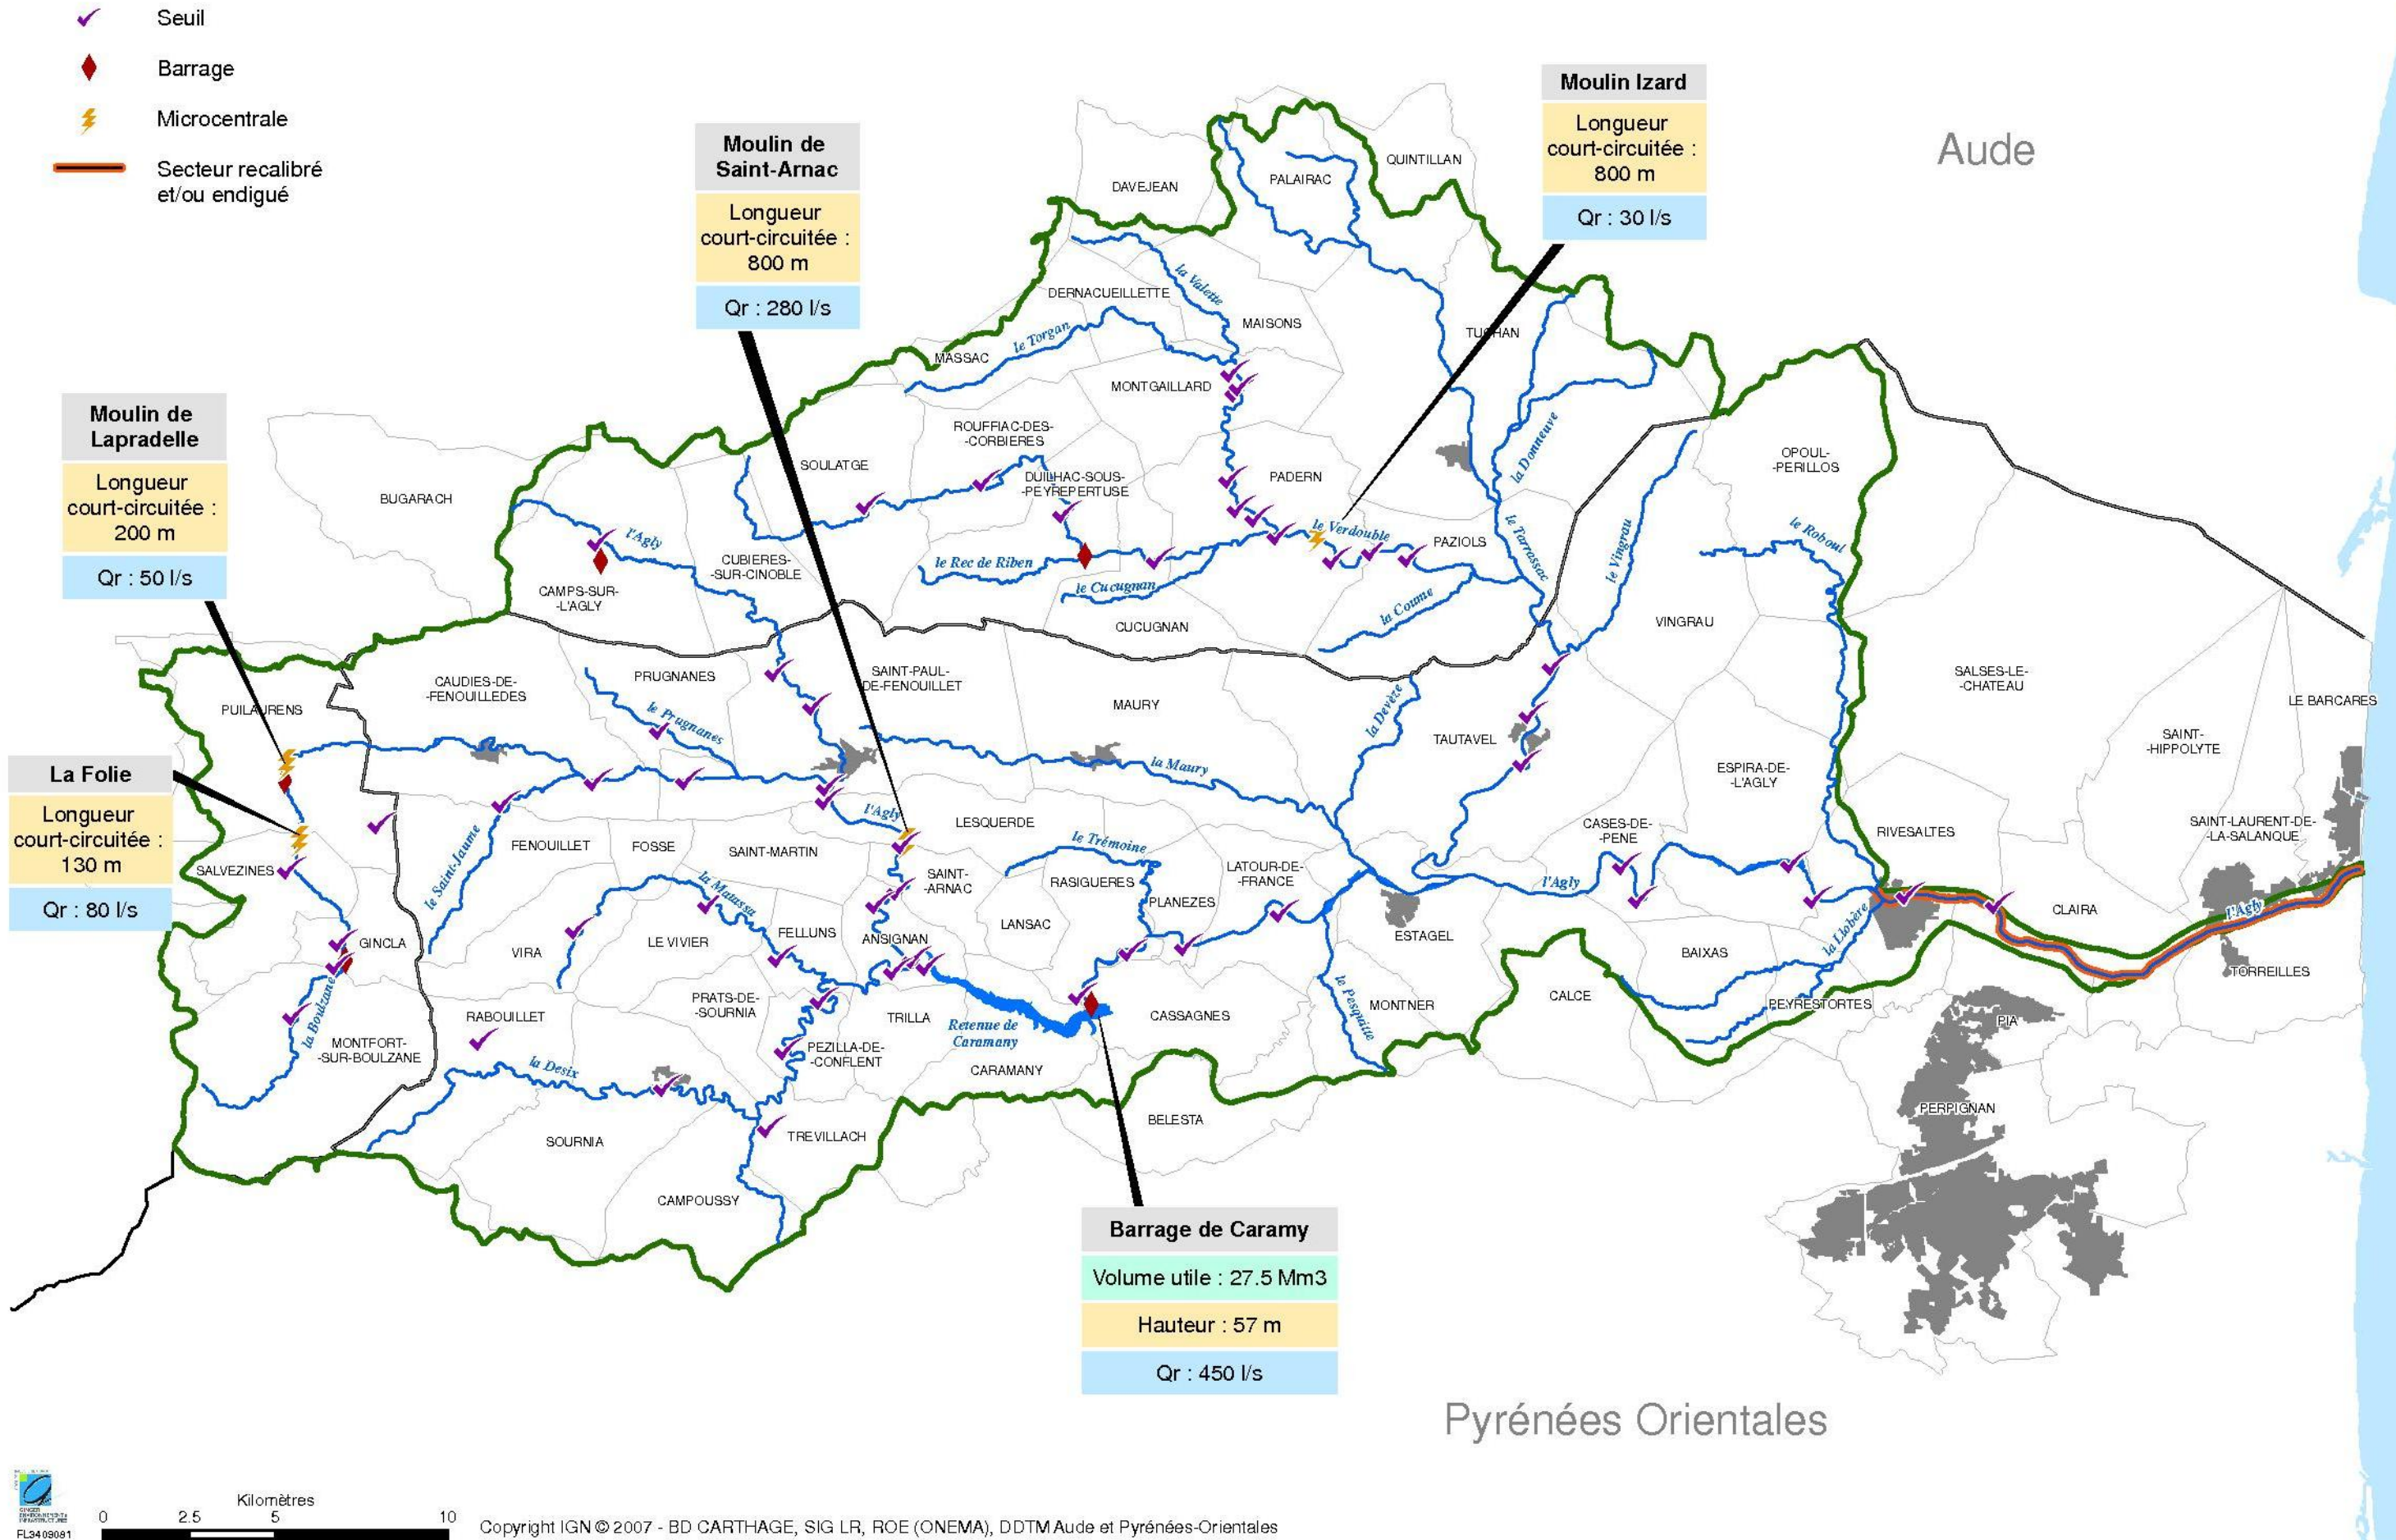 Seuil
Barrage
Microcentrale
Secteur recalibré
et/ou endigué
Moulin Izard
Longueur
court-circuitée :
800 m
Qr : 30 l/s
Aude
Moulin de
Saint-Arnac
Longueur
court-circuitée :
800 m
Qr : 280 l/s
QUINTILLAN
PALAIRAC
DAVEJEAN
la Valette
DERNACUEILLETTE
MAISONS
le Torgan
TUCHAN
MASSAC
MONTGAILLARD
Moulin de
Lapradelle
Longueur
court-circuitée :
200 m
Qr : 50 l/s
ROUFFIAC-DES-
-CORBIERES
la Donneuve
OPOUL-
-PERILLOS
SOULATGE
DUILHAC-SOUS-
-PEYREPERTUSE
PADERN
BUGARACH
l'Agly
le Verdouble
PAZIOLS
le Tarrassac
le Vingrau
le Roboul
CUBIERES-
-SUR-CINOBLE
le Rec de Riben
le Cucugnan
CAMPS-SUR-
-L'AGLY
la Coume
CUCUGNAN
VINGRAU
SAINT-PAUL-
-DE-FENOUILLET
PRUGNANES
CAUDIES-DE-
-FENOUILLEDES
SALSES-LE-
-CHATEAU
PUILAURENS
le Prugnanes
MAURY
la Devèze
LE BARCARES
TAUTAVEL
SAINT-
-HIPPOLYTE
la Maury
ESPIRA-DE-
-L'AGLY
La Folie
Longueur
court-circuitée :
130 m
Qr : 80 l/s
l'Agly
LESQUERDE
CASES-DE-
-PENE
RIVESALTES
SAINT-LAURENT-DE-
-LA-SALANQUE
le Saint-Jaume
FENOUILLET
FOSSE
SAINT-MARTIN
le Trémoine
SALVEZINES
SAINT-
-ARNAC
RASIGUERES
LATOUR-DE-
-FRANCE
l'Agly
la Matassa
PLANEZES
CLAIRA
l'Agly
LANSAC
ESTAGEL
la Llobère
GINCLA
VIRA
LE VIVIER
FELLUNS
ANSIGNAN
BAIXAS
TORREILLES
la Boulzane
PRATS-DE-
-SOURNIA
le Pesquitte
MONTNER
CALCE
PEYRESTORTES
RABOUILLET
TRILLA
Retenue de
Caramany
CASSAGNES
PIA
MONTFORT-
-SUR-BOULZANE
PEZILLA-DE-
-CONFLENT
la Desix
CARAMANY
PERPIGNAN
BELESTA
SOURNIA
TREVILLACH
CAMPOUSSY
Barrage de Caramy
Volume utile : 27.5 Mm3
Hauteur : 57 m
Qr : 450 l/s
Pyrénées Orientales
Kilomètres
0 2.5 5 10
FL3409081
Copyright IGN © 2007 - BD CARTHAGE, SIG LR, ROE (ONEMA), DDTM Aude et Pyrénées-Orientales